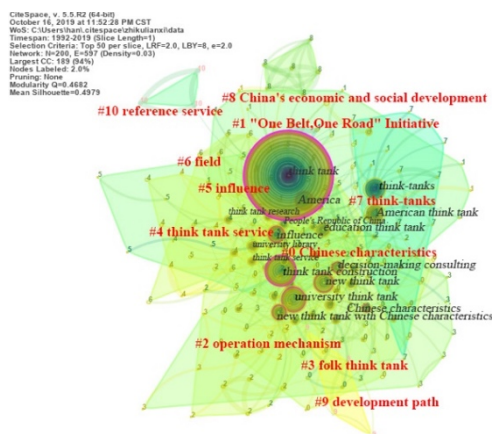 CiteSpace, v. 5.5.R2 (64-bit)
October 16, 2019 at 11:52:28 PM CST
WoS: C:\Users\han\.citespace\zhikulianxi\data
Timespan: 1992-2019 (Slice Length=1)
Selection Criteria: Top 50 per slice, LRF=2.0, LBY=8, e=2.0
Network: N=200, E=597 (Density=0.03)
Largest CC: 189 (94%)
Nodes Labeled: 2.0%
Pruning: None
Modularity Q=0.4682
Mean Silhouette=0.4979
#8 China's economic and social development
#10 reference service
#1 "One Belt,One Road" Initiative
#6 field
think tank
#5 influence
think-tanks
America
#7 think-tanks
think tank research
American think tank
People's Republic of China
education think tank
#4 think tank service
influence
university library
#0 Chinese characteristics
think tank service
decision-making consulting
think tank construction
new think tank
university think tank
Chinese characteristics
new think tank with Chinese characteristics
#2 operation mechanism
#3 folk think tank
#9 development path